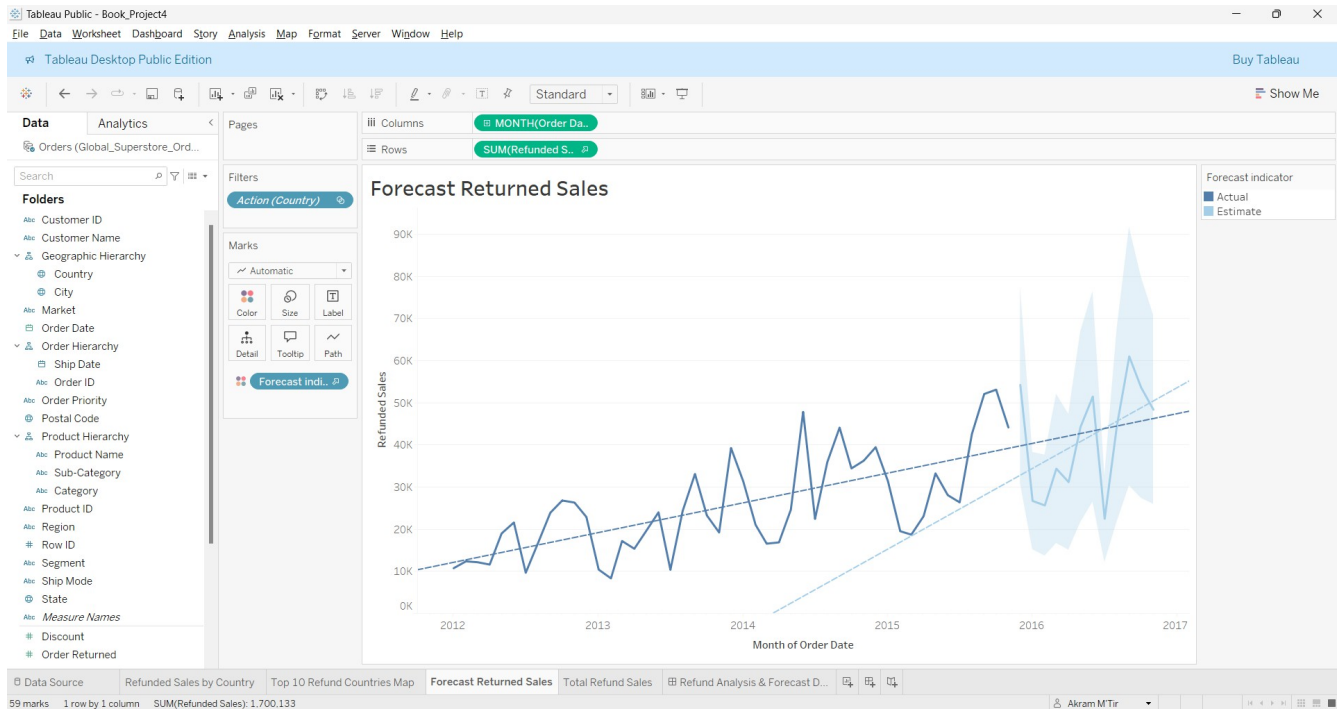 Tableau Public - Book_Project4
File Data Worksheet Dashboard Story Analysis Map Format Server Window Help
Tableau Desktop Public Edition
Buy Tableau
Standard
Show Me
Data
Analytics
Orders (Global_Superstore_Ord...
Search
Folders
Customer ID
Customer Name
Geographic Hierarchy
Country
City
Market
Order Date
Order Hierarchy
Ship Date
Order ID
Order Priority
Postal Code
Product Hierarchy
Product Name
Sub-Category
Category
Product ID
Region
Row ID
Segment
Ship Mode
State
Measure Names
Discount
Order Returned
Pages
Filters
Action (Country)
Marks
Automatic
Color
Size
Label
Detail
Tooltip
Path
Forecast indi..
Columns
MONTH(Order Da..
Rows
SUM(Refunded S..
Forecast Returned Sales
Refunded Sales
90K
80K
70K
60K
50K
40K
30K
20K
10K
0K
2012
2013
2014
2015
2016
2017
Month of Order Date
Forecast indicator
Actual
Estimate
Data Source
Refunded Sales by Country
Top 10 Refund Countries Map
Forecast Returned Sales
Total Refund Sales
Refund Analysis & Forecast D...
59 marks 1 row by 1 column SUM(Refunded Sales): 1,700,133
Akram M'Tir